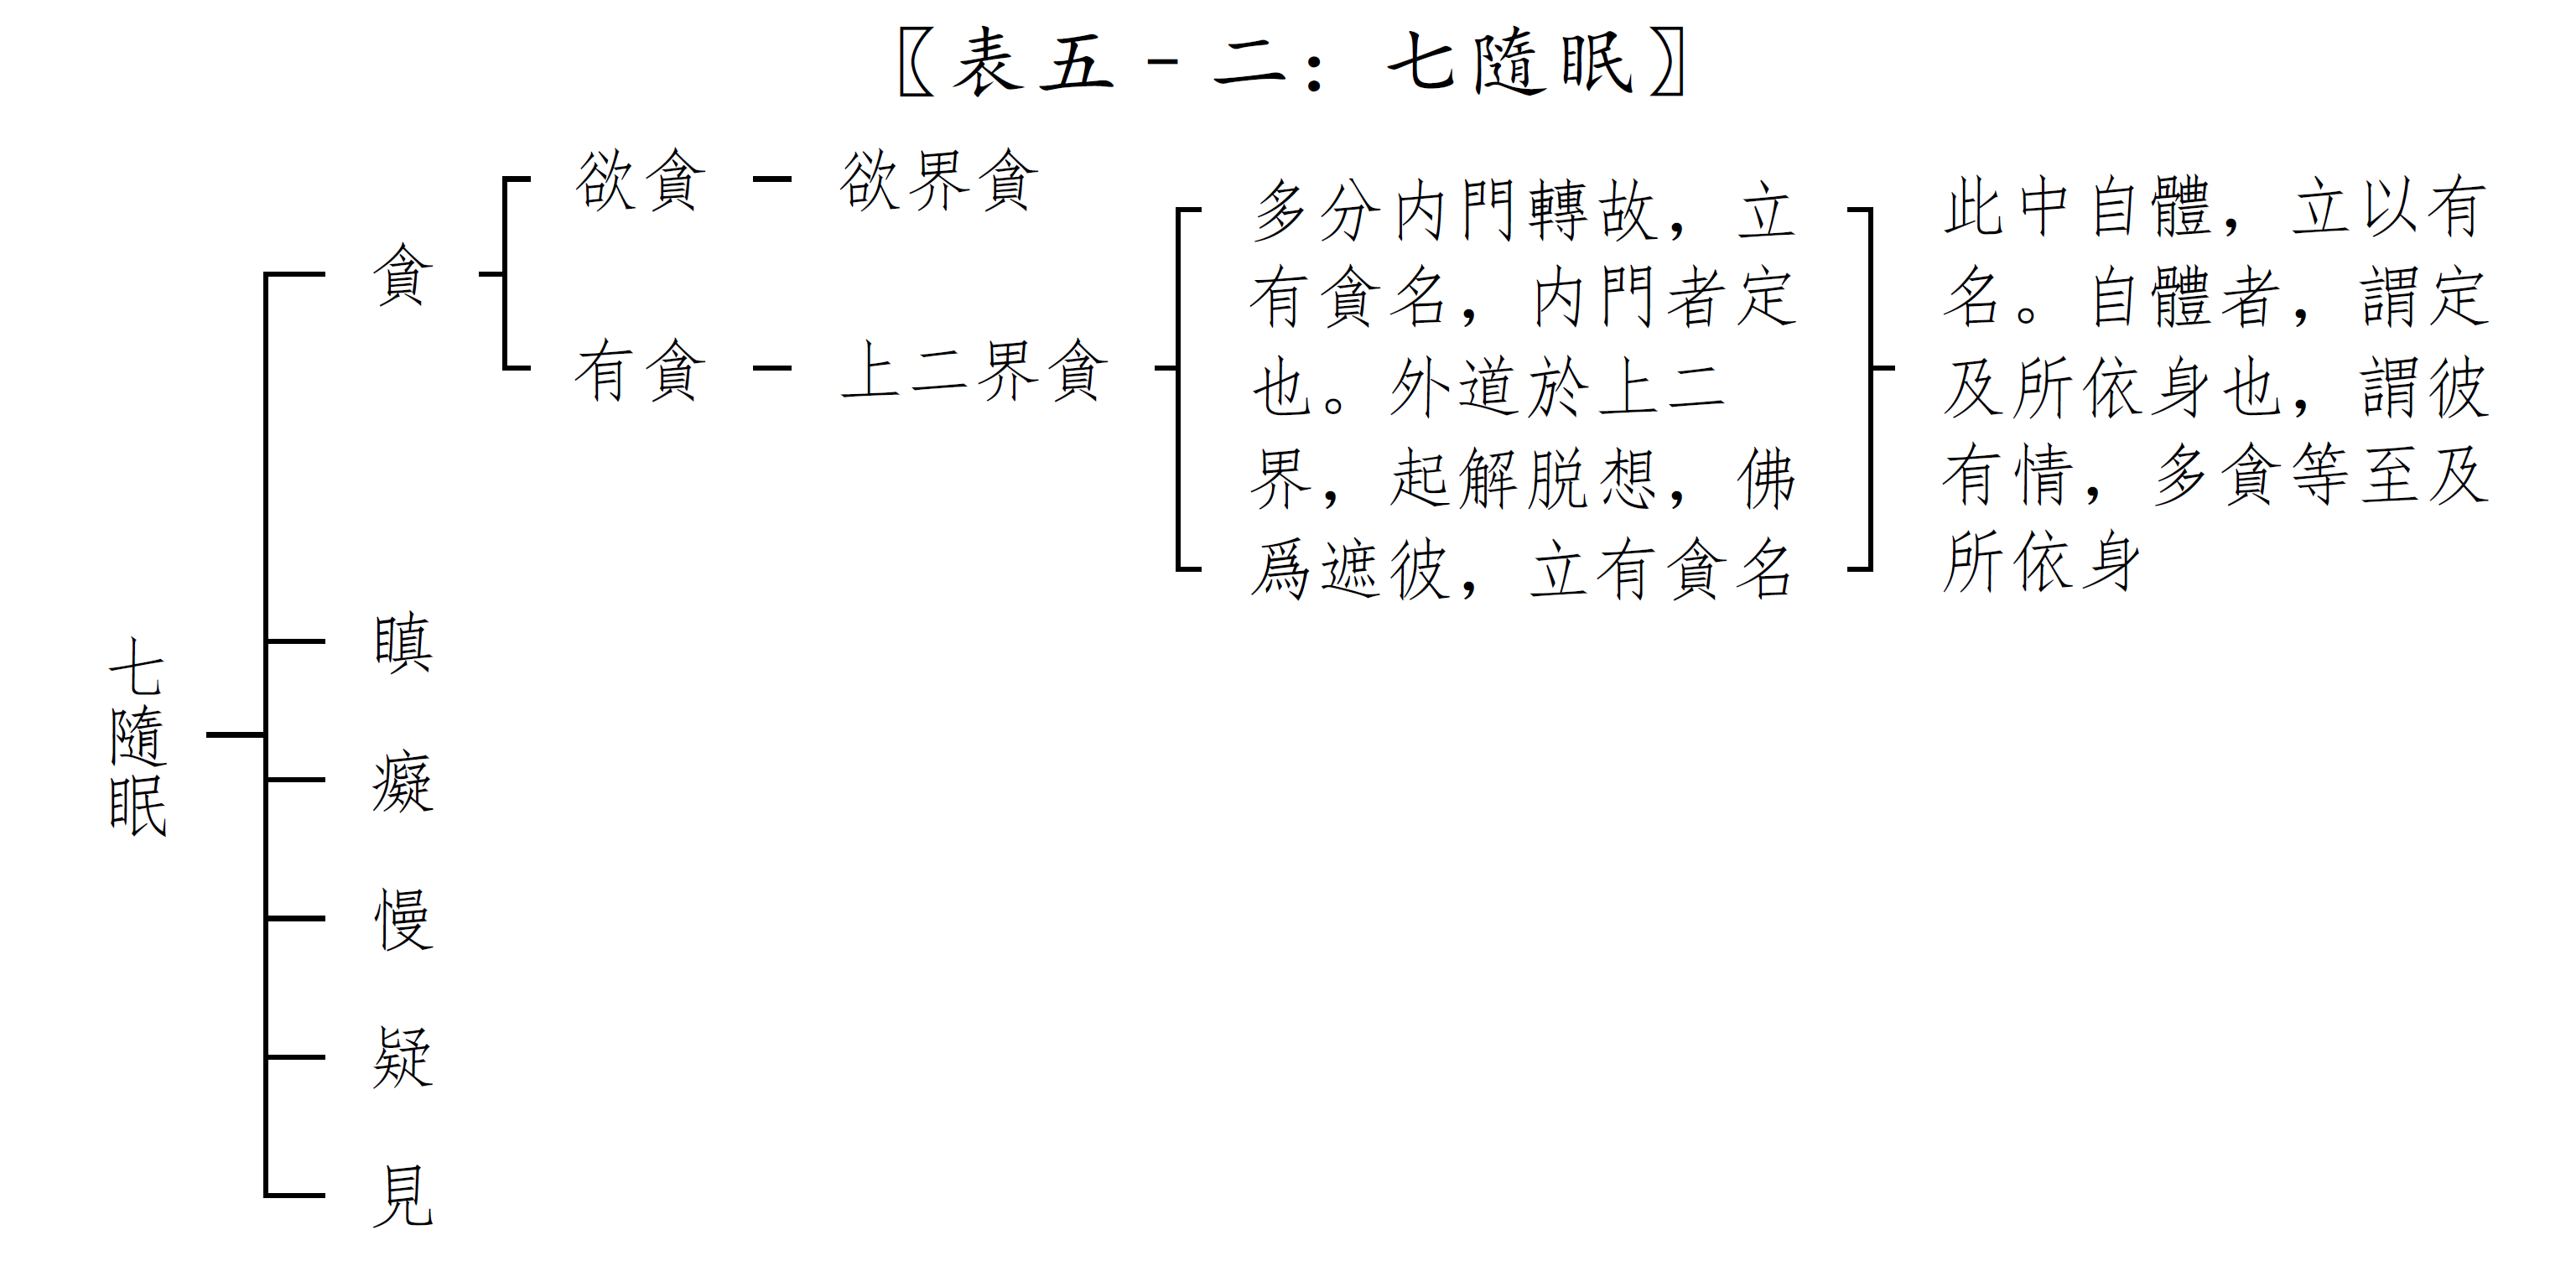 〖表五－二：七隨眠〗
欲貪
欲界貪
貪
有貪
上二界貪
多分内門轉故，立
有貪名，内門者定
也。外道於上二
界，起解脱想，佛
爲遮彼，立有貪名
此中自體，立以有
名。自體者，謂定
及所依身也，謂彼
有情，多貪等至及
所依身
七隨眠
瞋
癡
慢
疑
見